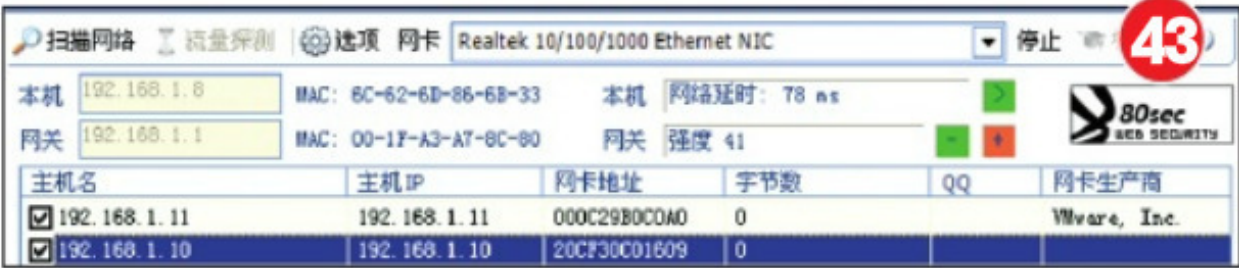 扫描网络 流量探测 选项 网卡 Realtek 10/100/1000 Ethernet NIC 停止 43
本机 192.168.1.8 MAC: 6C-62-6D-86-6B-33 本机 网络延时: 78 ms
网关 192.168.1.1 MAC: 00-1F-A3-A7-8C-80 网关 强度 41 - +
80sec
WEB SECURITY
主机名 主机IP 网卡地址 字节数 QQ 网卡生产商
192.168.1.11 192.168.1.11 000C29B0CDA0 0 VMware, Inc.
192.168.1.10 192.168.1.10 20CF30C01609 0